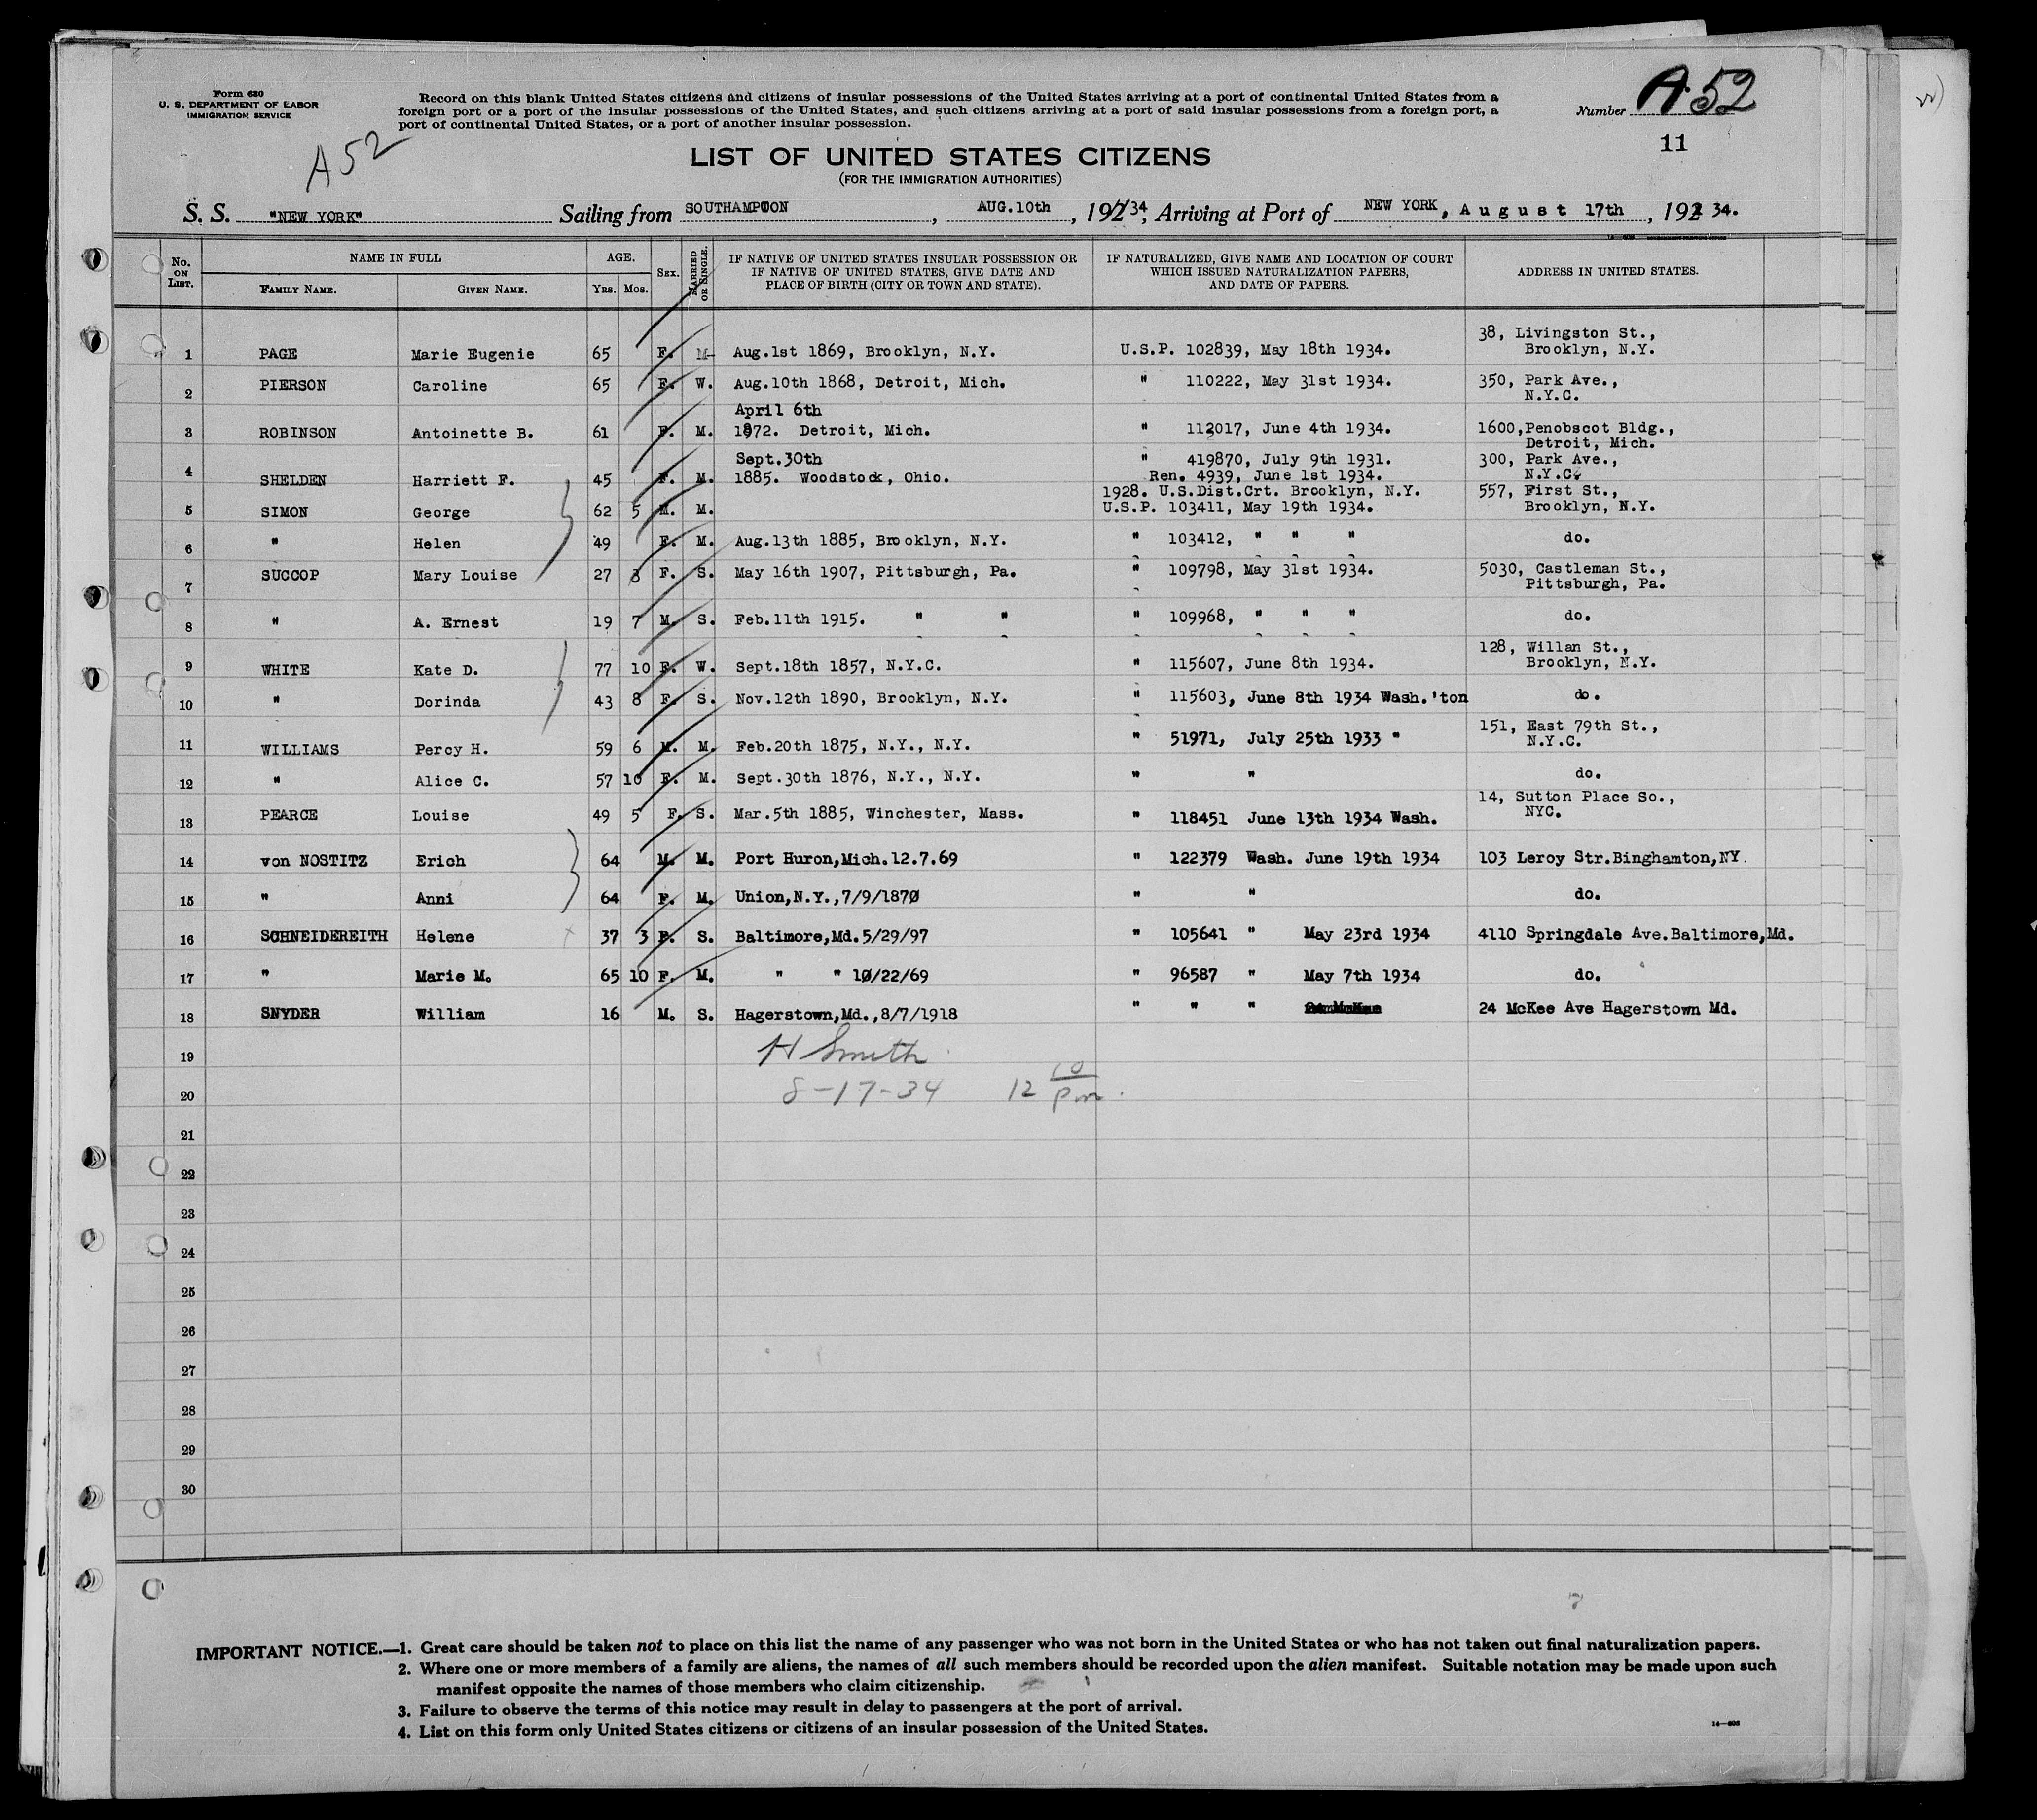 Form 630
U. S. DEPARTMENT OF LABOR
IMMIGRATION SERVICE
A 52
Record on this blank United States citizens and citizens of insular possessions of the United States arriving at a port of continental United States from a
foreign port or a port of the insular possessions of the United States, and such citizens arriving at a port of said insular possessions from a foreign port, a
port of continental United States, or a port of another insular possession.
Number A 52
11
LIST OF UNITED STATES CITIZENS
(FOR THE IMMIGRATION AUTHORITIES)
S. S. "NEW YORK" Sailing from SOUTHAMPTON, AUG.10th, 192 34, Arriving at Port of NEW YORK, August 17th, 192 34.
No. ON LIST. NAME IN FULL FAMILY NAME. GIVEN NAME. AGE. YRS. MOS. SEX. MARRIED OR SINGLE. IF NATIVE OF UNITED STATES INSULAR POSSESSION OR IF NATIVE OF UNITED STATES, GIVE DATE AND PLACE OF BIRTH (CITY OR TOWN AND STATE). IF NATURALIZED, GIVE NAME AND LOCATION OF COURT WHICH ISSUED NATURALIZATION PAPERS, AND DATE OF PAPERS. ADDRESS IN UNITED STATES.
1 PAGE Marie Eugenie 65 F. M Aug.1st 1869, Brooklyn, N.Y. U.S.P. 102839, May 18th 1934. 38, Livingston St., Brooklyn, N.Y.
2 PIERSON Caroline 65 F. W. Aug.10th 1868, Detroit, Mich. " 110222, May 31st 1934. 350, Park Ave., N.Y.C.
3 ROBINSON Antoinette B. 61 F. M. April 6th 1872. Detroit, Mich. " 112017, June 4th 1934. 1600,Penobscot Bldg., Detroit, Mich.
4 SHELDEN Harriett F. 45 F. M. Sept.30th 1885. Woodstock, Ohio. " 419870, July 9th 1931. Ren. 4939, June 1st 1934. 300, Park Ave., N.Y.C.
5 SIMON George 62 5 M. M. 1928. U.S.Dist.Crt. Brooklyn, N.Y. U.S.P. 103411, May 19th 1934. 557, First St., Brooklyn, N.Y.
6 " Helen 49 F. M. Aug.13th 1885, Brooklyn, N.Y. " 103412, " " " do.
7 SUCCOP Mary Louise 27 3 F. S. May 16th 1907, Pittsburgh, Pa. " 109798, May 31st 1934. 5030, Castleman St., Pittsburgh, Pa.
8 " A. Ernest 19 7 M. S. Feb.11th 1915. " " " 109968, " " " do.
9 WHITE Kate D. 77 10 F. W. Sept.18th 1857, N.Y.C. " 115607, June 8th 1934. 128, Willan St., Brooklyn, N.Y.
10 " Dorinda 43 8 F. S. Nov.12th 1890, Brooklyn, N.Y. " 115603, June 8th 1934 Wash.'ton do.
11 WILLIAMS Percy H. 59 6 M. M. Feb.20th 1875, N.Y., N.Y. " 51971, July 25th 1933 " 151, East 79th St., N.Y.C.
12 " Alice C. 57 10 F. M. Sept.30th 1876, N.Y., N.Y. " " do.
13 PEARCE Louise 49 5 F. S. Mar.5th 1885, Winchester, Mass. " 118451 June 13th 1934 Wash. 14, Sutton Place So., NYC.
14 von NOSTITZ Erich 64 M. M. Port Huron,Mich.12.7.69 " 122379 Wash. June 19th 1934 103 Leroy Str.Binghamton,NY.
15 " Anni 64 F. M. Union,N.Y.,7/9/1870 " " do.
16 SCHNEIDEREITH Helene 37 3 F. S. Baltimore,Md.5/29/97 " 105641 " May 23rd 1934 4110 Springdale Ave.Baltimore,Md.
17 " Marie M. 65 10 F. M. " " 10/22/69 " 96587 " May 7th 1934 do.
18 SNYDER William 16 M. S. Hagerstown,Md.,8/7/1918 " " " 24 McKee Ave Hagerstown Md.
19 H Smith
20 8-17-34 12 10 pm.
21
22
23
24
25
26
27
28
29
30
IMPORTANT NOTICE.—1. Great care should be taken not to place on this list the name of any passenger who was not born in the United States or who has not taken out final naturalization papers.
2. Where one or more members of a family are aliens, the names of all such members should be recorded upon the alien manifest. Suitable notation may be made upon such
manifest opposite the names of those members who claim citizenship.
3. Failure to observe the terms of this notice may result in delay to passengers at the port of arrival.
4. List on this form only United States citizens or citizens of an insular possession of the United States.